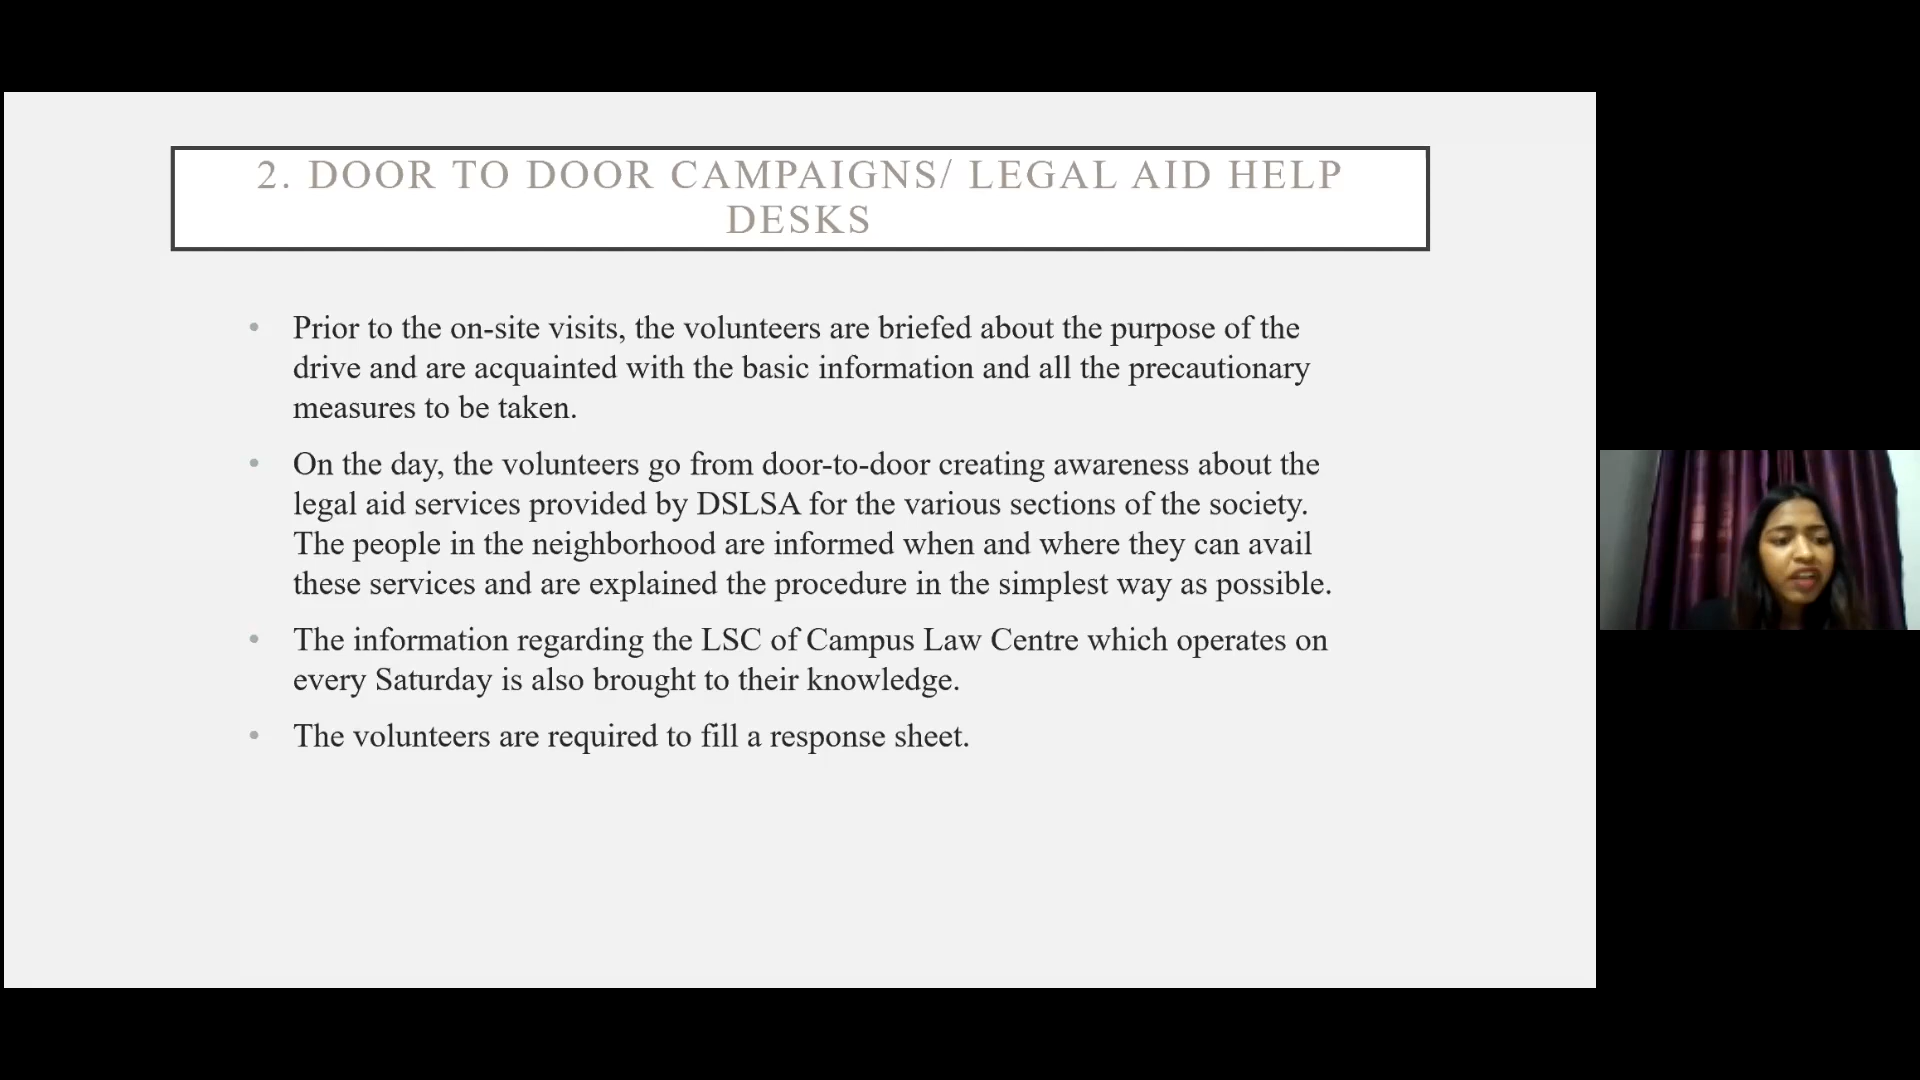 2. DOOR TO DOOR CAMPAIGNS/ LEGAL AID HELP
DESKS
• Prior to the on-site visits, the volunteers are briefed about the purpose of the
drive and are acquainted with the basic information and all the precautionary
measures to be taken.
• On the day, the volunteers go from door-to-door creating awareness about the
legal aid services provided by DSLSA for the various sections of the society.
The people in the neighborhood are informed when and where they can avail
these services and are explained the procedure in the simplest way as possible.
• The information regarding the LSC of Campus Law Centre which operates on
every Saturday is also brought to their knowledge.
• The volunteers are required to fill a response sheet.